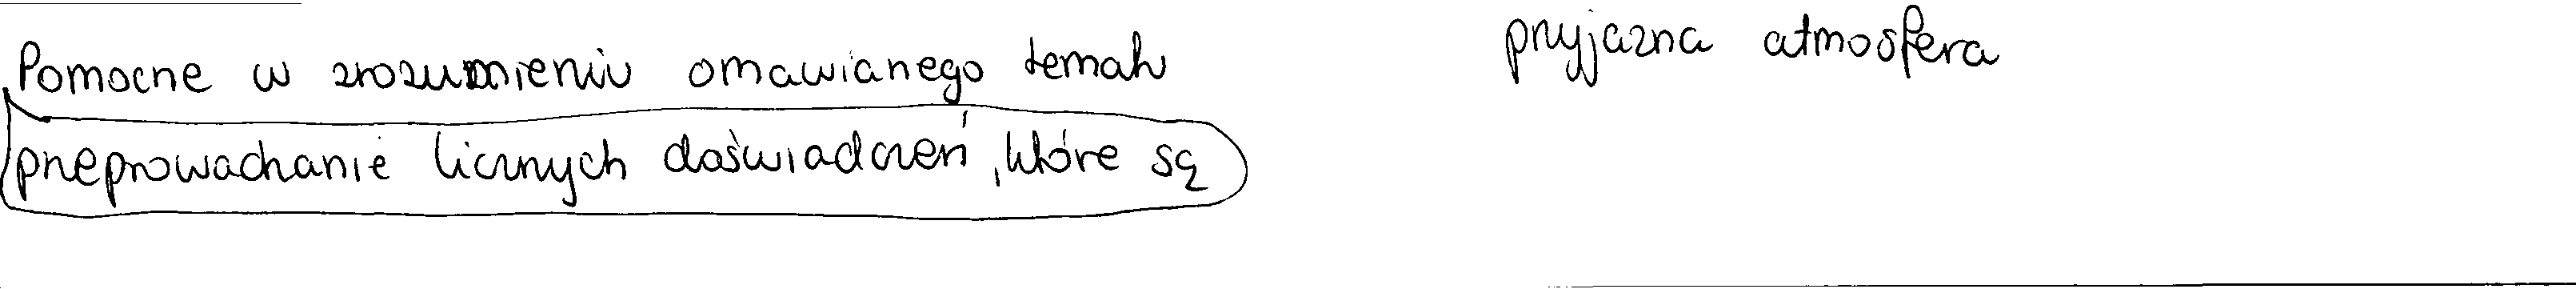 Pomocne w zrozumieniu omawianego tematu
przeprowadzanie licznych doświadczeń, które są
przyjazna atmosfera